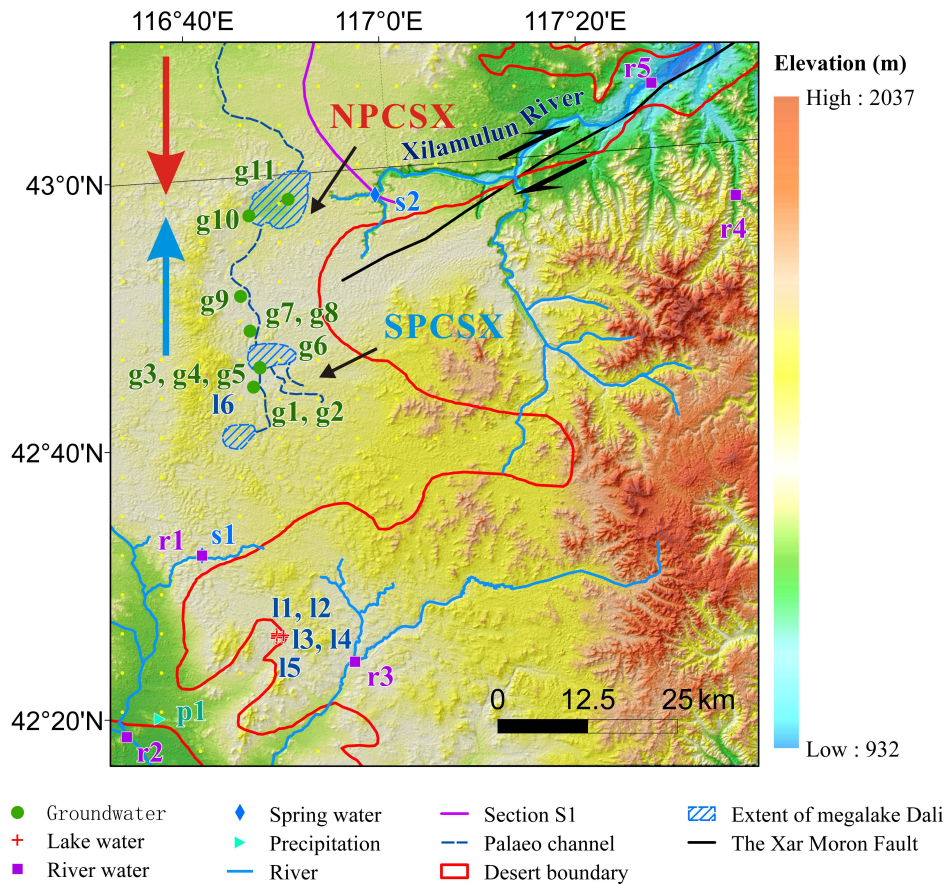 116°40'E 117°0'E 117°20'E
Elevation (m)
High : 2037
r5
NPCSX
Xilamulun River
43°0'N
g11
s2
g10
r4
g9
g7, g8
SPCSX
g6
g3, g4, g5
l6
g1, g2
42°40'N
r1
s1
l1, l2
l3, l4
l5
r3
0 12.5 25 km
42°20'N
p1
r2
Low : 932
Groundwater
Spring water
Section S1
Extent of megalake Dali
Lake water
Precipitation
Palaeo channel
The Xar Moron Fault
River water
River
Desert boundary